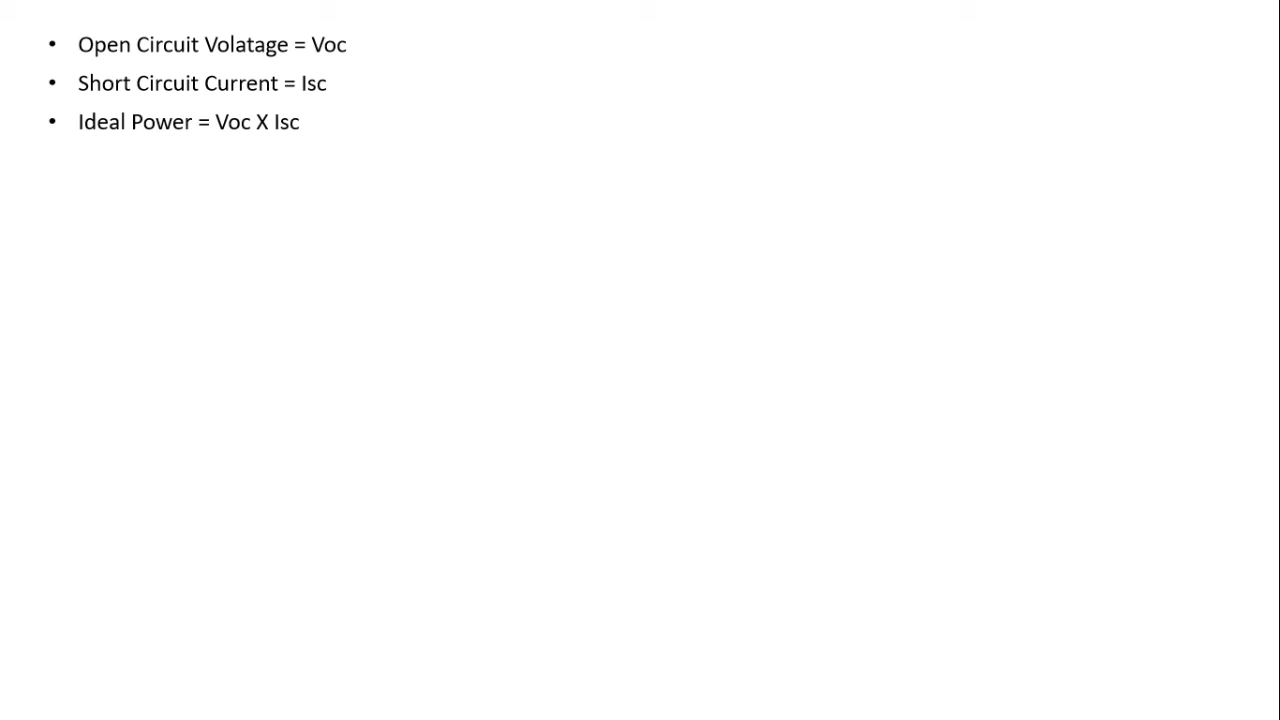 • Open Circuit Volatage = Voc
• Short Circuit Current = Isc
• Ideal Power = Voc X Isc